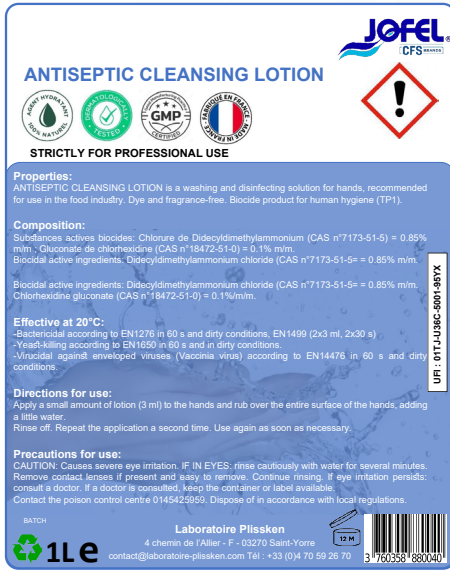 JOFEL®
CFS BRANDS
ANTISEPTIC CLEANSING LOTION
AGENT HYDRATANT
100% NATUREL
DERMATOLOGICALLY
TESTED
GMP
CERTIFIED
FABRIQUÉ EN FRANCE
MADE IN FRANCE
STRICTLY FOR PROFESSIONAL USE
Properties:
ANTISEPTIC CLEANSING LOTION is a washing and disinfecting solution for hands, recommended
for use in the food industry. Dye and fragrance-free. Biocide product for human hygiene (TP1).
Composition:
Substances actives biocides: Chlorure de Didecyldimethylammonium (CAS n°7173-51-5) = 0.85%
m/m ; Gluconate de chlorhexidine (CAS n°18472-51-0) = 0.1% m/m.
Biocidal active ingredients: Didecyldimethylammonium chloride (CAS n°7173-51-5= = 0.85% m/m.
Biocidal active ingredients: Didecyldimethylammonium chloride (CAS n°7173-51-5= = 0.85% m/m.
Chlorhexidine gluconate (CAS n°18472-51-0) = 0.1%/m/m.
Effective at 20°C:
-Bactericidal according to EN1276 in 60 s and dirty conditions, EN1499 (2x3 ml, 2x30 s)
-Yeast-killing according to EN1650 in 60 s and in dirty conditions.
-Virucidal against enveloped viruses (Vaccinia virus) according to EN14476 in 60 s and dirty
conditions.
UFI : 01TJ-U36C-5001-95YX
Directions for use:
Apply a small amount of lotion (3 ml) to the hands and rub over the entire surface of the hands, adding
a little water.
Rinse off. Repeat the application a second time. Use again as soon as necessary.
Precautions for use:
CAUTION: Causes severe eye irritation. IF IN EYES: rinse cautiously with water for several minutes.
Remove contact lenses if present and easy to remove. Continue rinsing. If eye irritation persists:
consult a doctor. If a doctor is consulted, keep the container or label available.
Contact the poison control centre 0145425959. Dispose of in accordance with local regulations.
BATCH
1L e
Laboratoire Plissken
4 chemin de l'Allier - F - 03270 Saint-Yorre
contact@laboratoire-plissken.com Tél : +33 (0)4 70 59 26 70
12 M
3 760358 880040